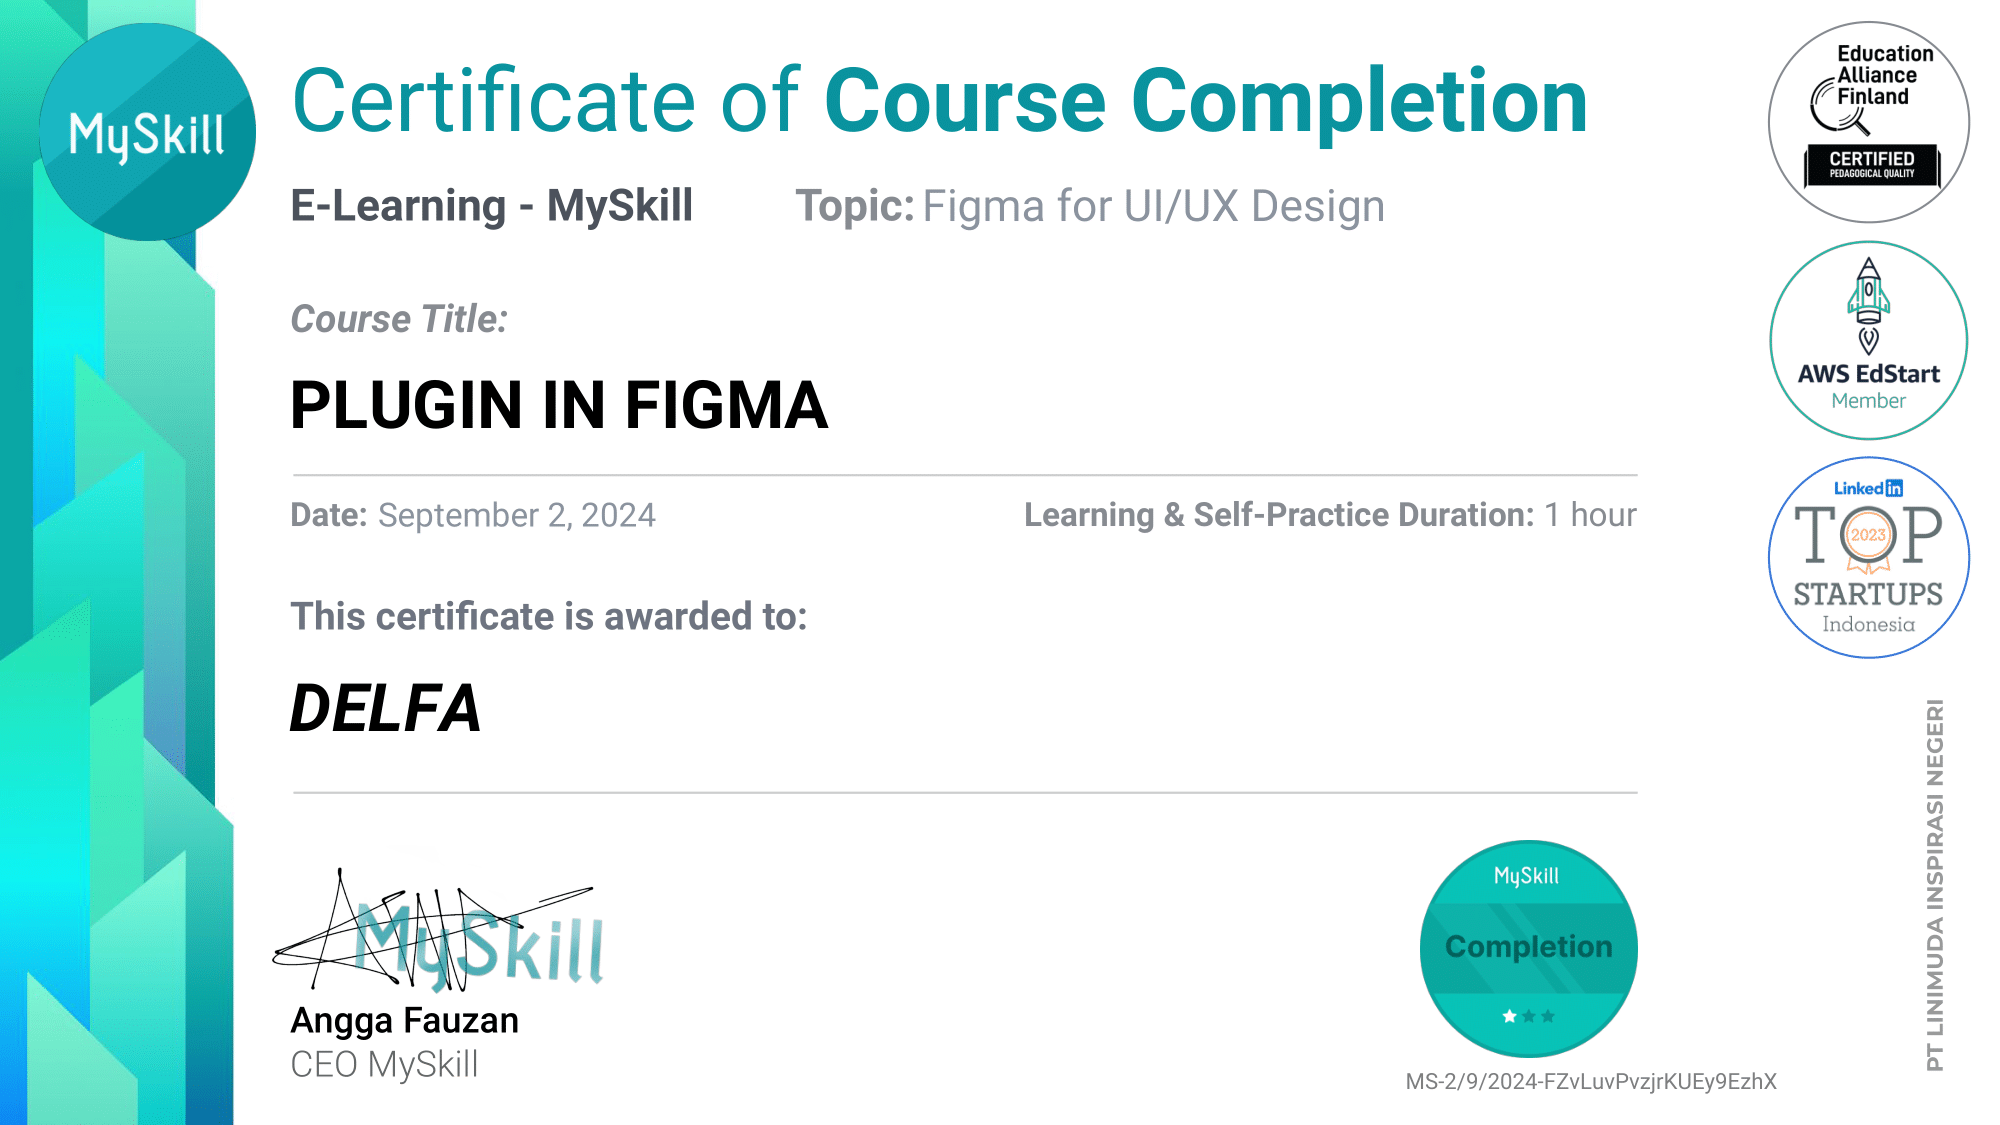 MySkill
Certificate of Course Completion
E-Learning - MySkill
Topic: Figma for UI/UX Design
Course Title:
PLUGIN IN FIGMA
Date: September 2, 2024
Learning & Self-Practice Duration: 1 hour
This certificate is awarded to:
DELFA
MySkill
Angga Fauzan
CEO MySkill
MySkill
Completion
MS-2/9/2024-FZvLuvPvzjrKUEy9EzhX
Education
Alliance
Finland
CERTIFIED
PEDAGOGICAL QUALITY
AWS EdStart
Member
LinkedIn
TOP
2023
STARTUPS
Indonesia
PT LINIMUDA INSPIRASI NEGERI